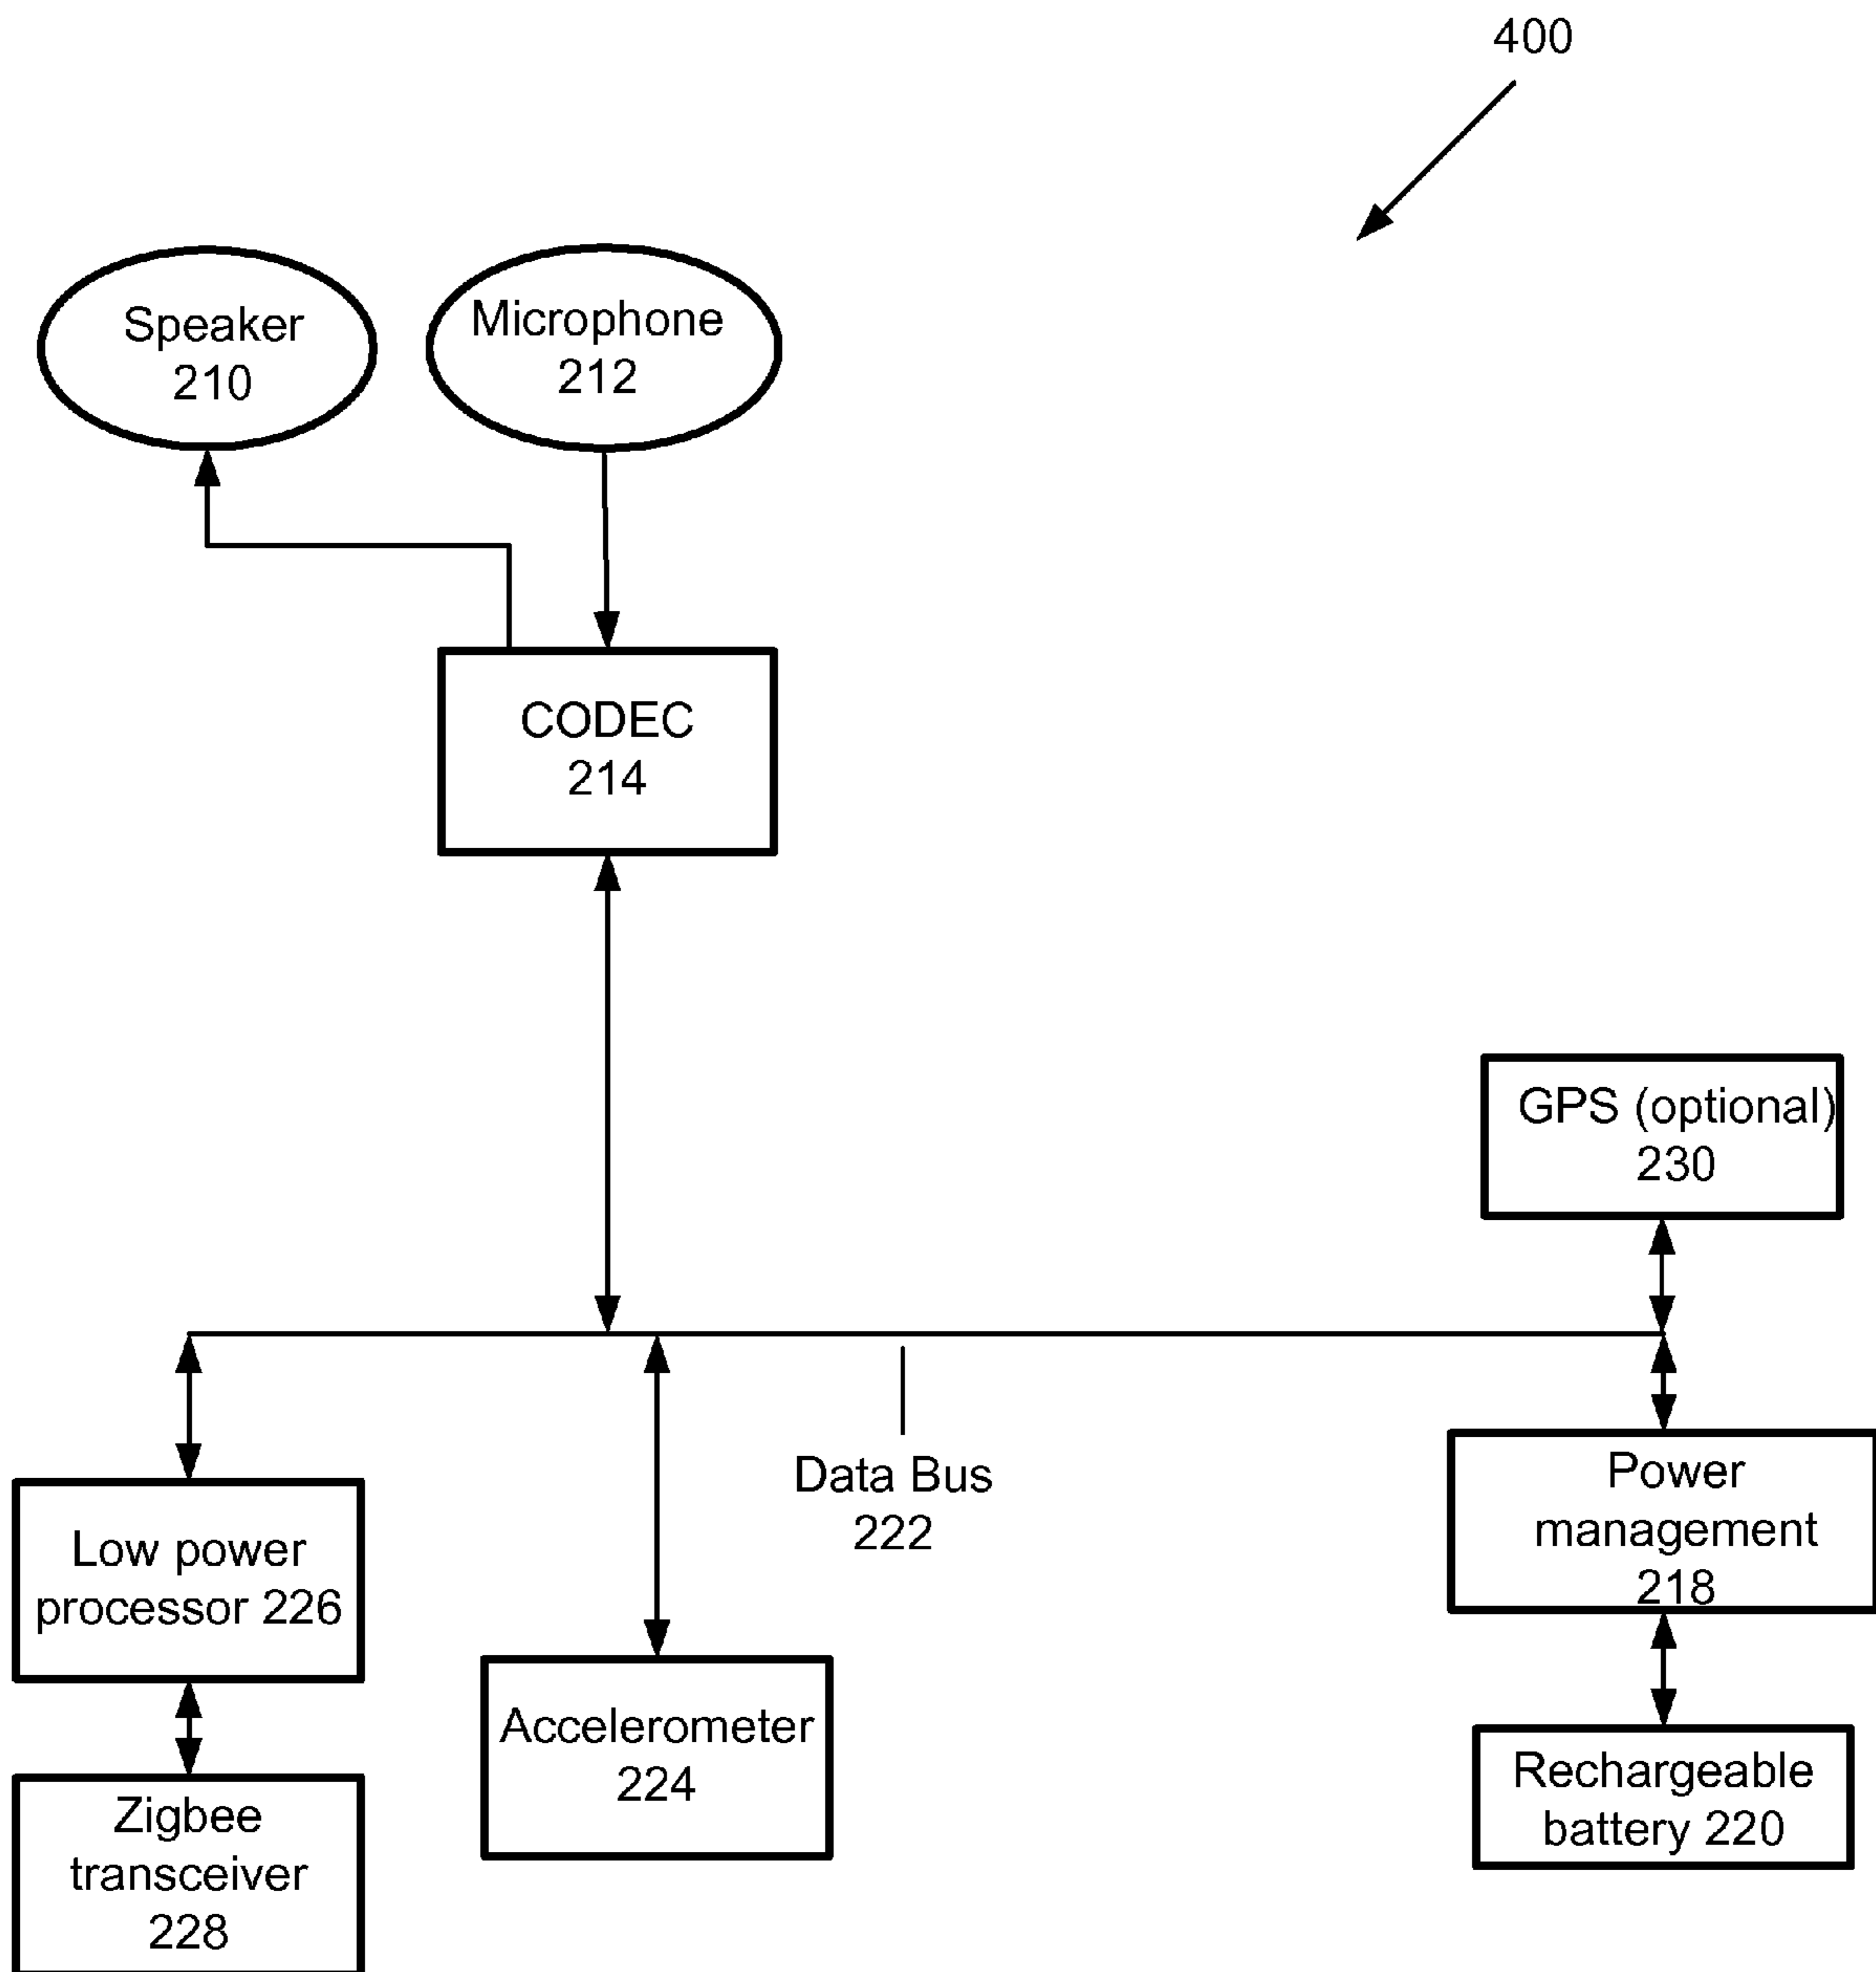 400
Speaker
210
Microphone
212
CODEC
214
GPS (optional)
230
Data Bus
222
Power
management
218
Low power
processor 226
Accelerometer
224
Rechargeable
battery 220
Zigbee
transceiver
228